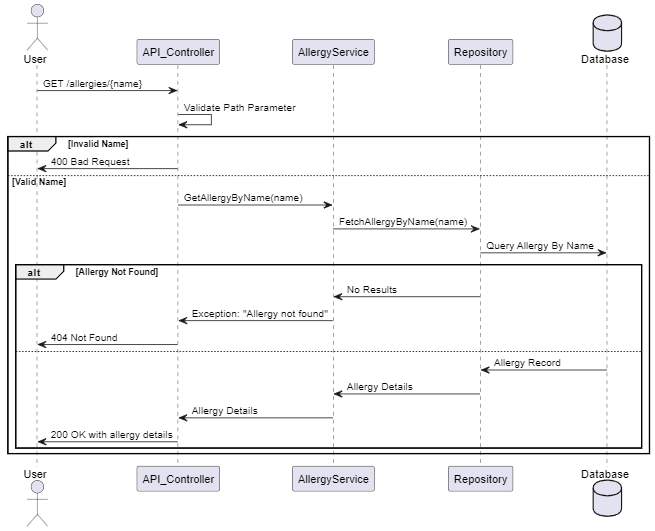 User
API_Controller
AllergyService
Repository
Database
GET /allergies/{name}
Validate Path Parameter
alt
[Invalid Name]
400 Bad Request
[Valid Name]
GetAllergyByName(name)
FetchAllergyByName(name)
Query Allergy By Name
alt
[Allergy Not Found]
No Results
Exception: "Allergy not found"
404 Not Found
Allergy Record
Allergy Details
Allergy Details
200 OK with allergy details
User
API_Controller
AllergyService
Repository
Database